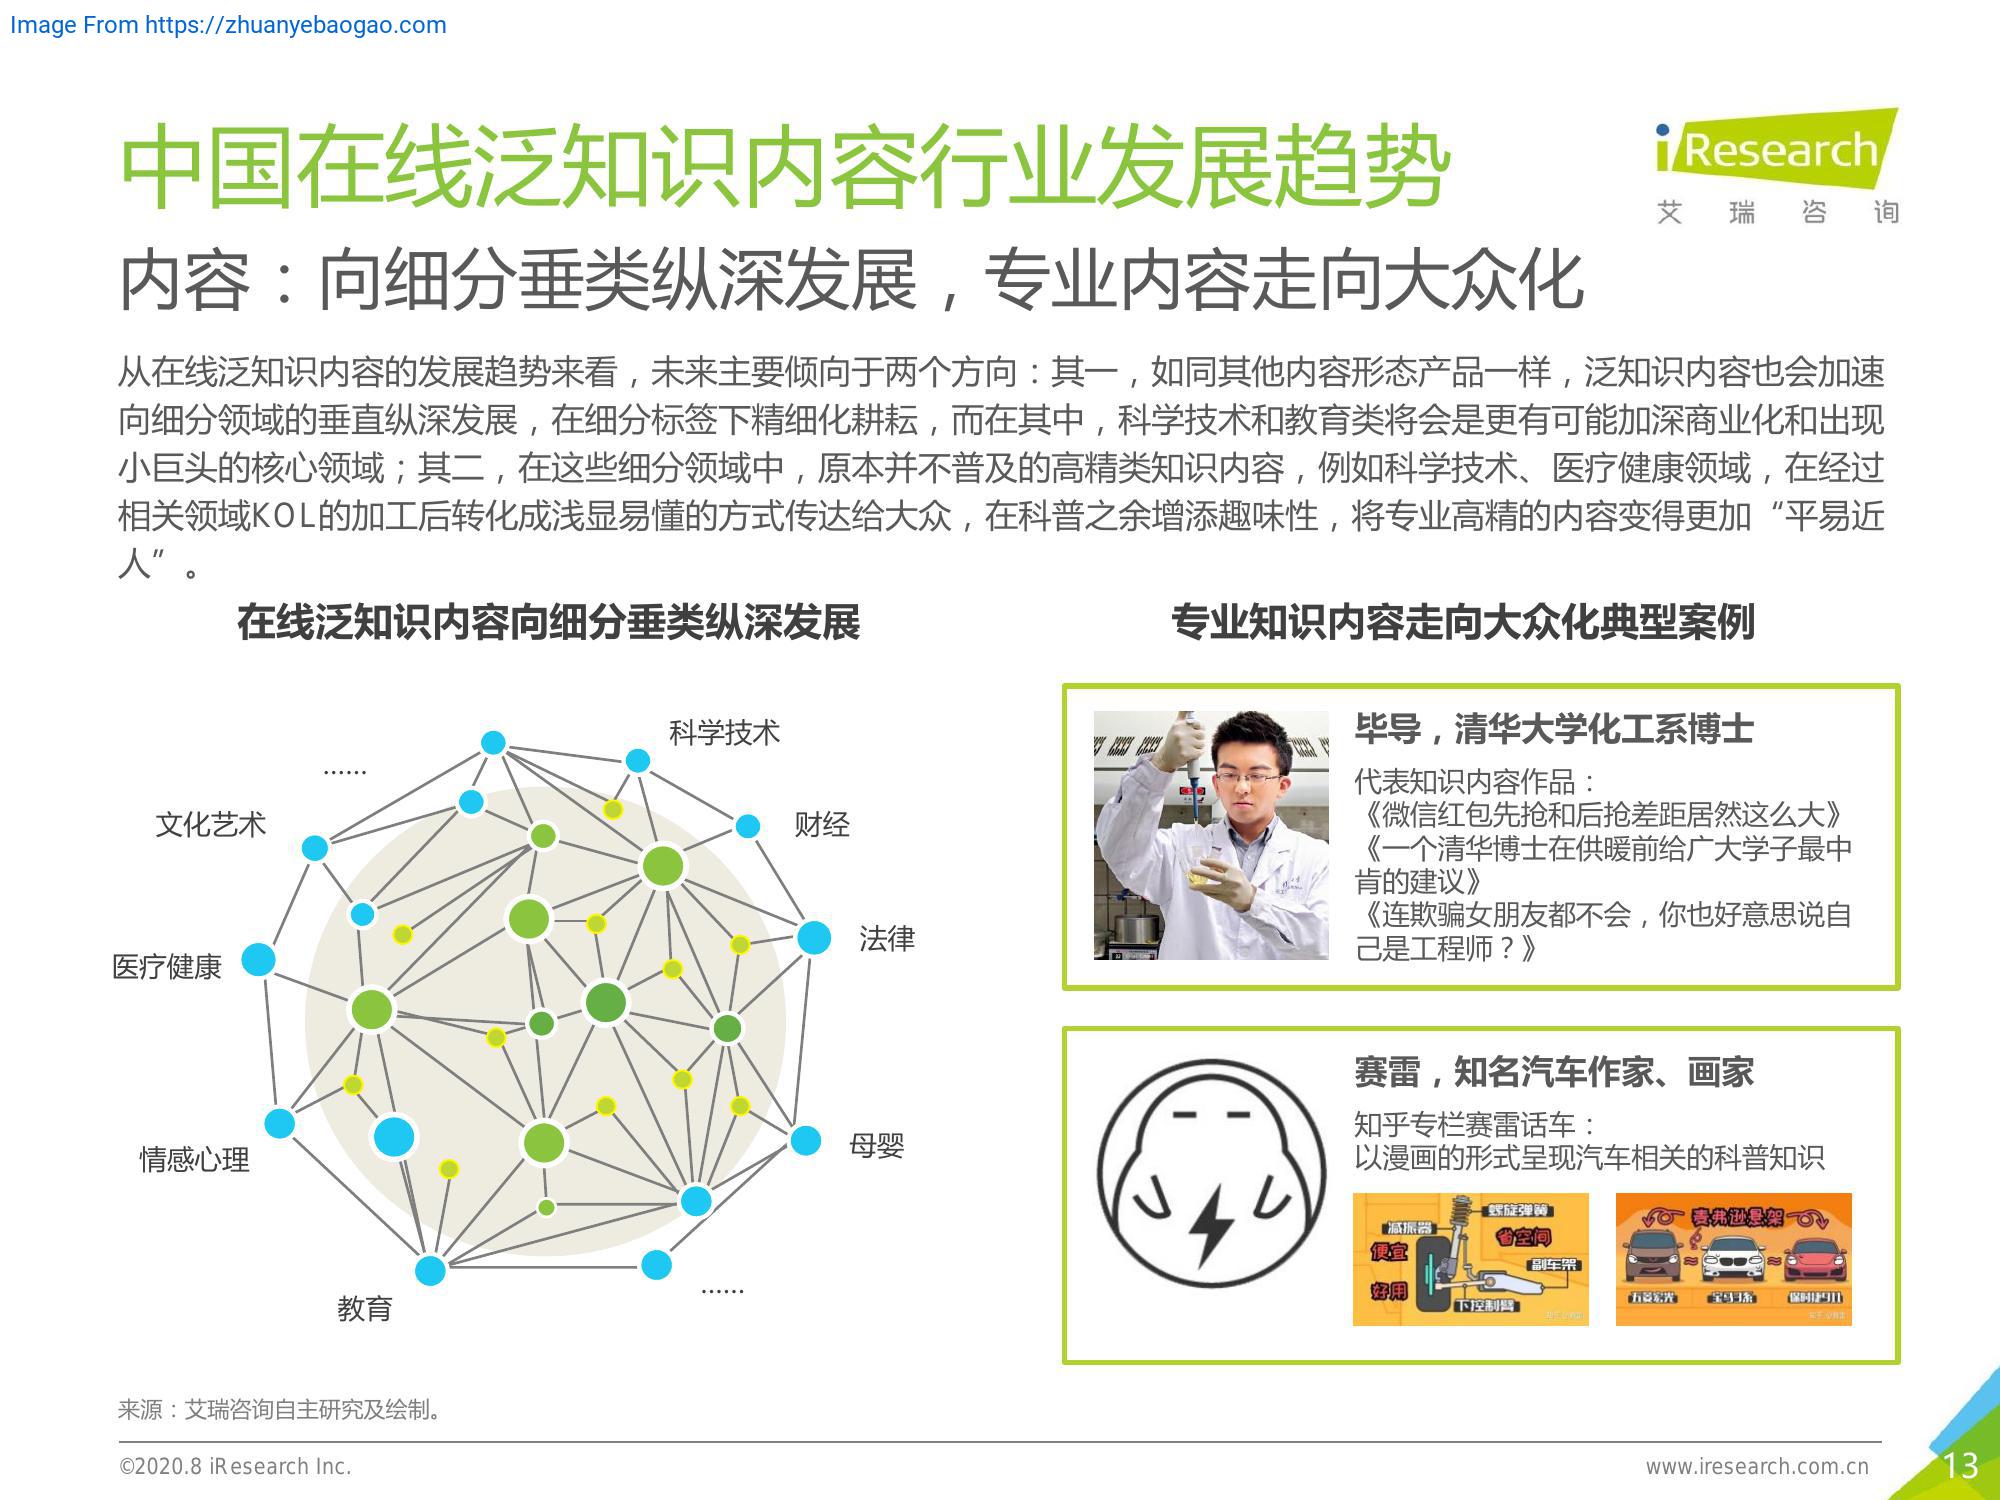 Image From https://zhuanyebaogao.com
中国在线泛知识内容行业发展趋势
iResearch
艾瑞咨询
内容：向细分垂类纵深发展，专业内容走向大众化
从在线泛知识内容的发展趋势来看，未来主要倾向于两个方向：其一，如同其他内容形态产品一样，泛知识内容也会加速
向细分领域的垂直纵深发展，在细分标签下精细化耕耘，而在其中，科学技术和教育类将会是更有可能加深商业化和出现
小巨头的核心领域；其二，在这些细分领域中，原本并不普及的高精类知识内容，例如科学技术、医疗健康领域，在经过
相关领域KOL的加工后转化成浅显易懂的方式传达给大众，在科普之余增添趣味性，将专业高精的内容变得更加“平易近
人”。
在线泛知识内容向细分垂类纵深发展
科学技术
......
文化艺术
财经
法律
医疗健康
情感心理
母婴
教育
......
专业知识内容走向大众化典型案例
毕导，清华大学化工系博士
代表知识内容作品：
《微信红包先抢和后抢差距居然这么大》
《一个清华博士在供暖前给广大学子最中
肯的建议》
《连欺骗女朋友都不会，你也好意思说自
己是工程师？》
赛雷，知名汽车作家、画家
知乎专栏赛雷话车：
以漫画的形式呈现汽车相关的科普知识
螺旋弹簧
减振器
省空间
便宜
副车架
好用
下控制臂
麦弗逊悬架
五菱宏光
宝马3系
保时捷911
来源：艾瑞咨询自主研究及绘制。
©2020.8 iResearch Inc.
www.iresearch.com.cn
13